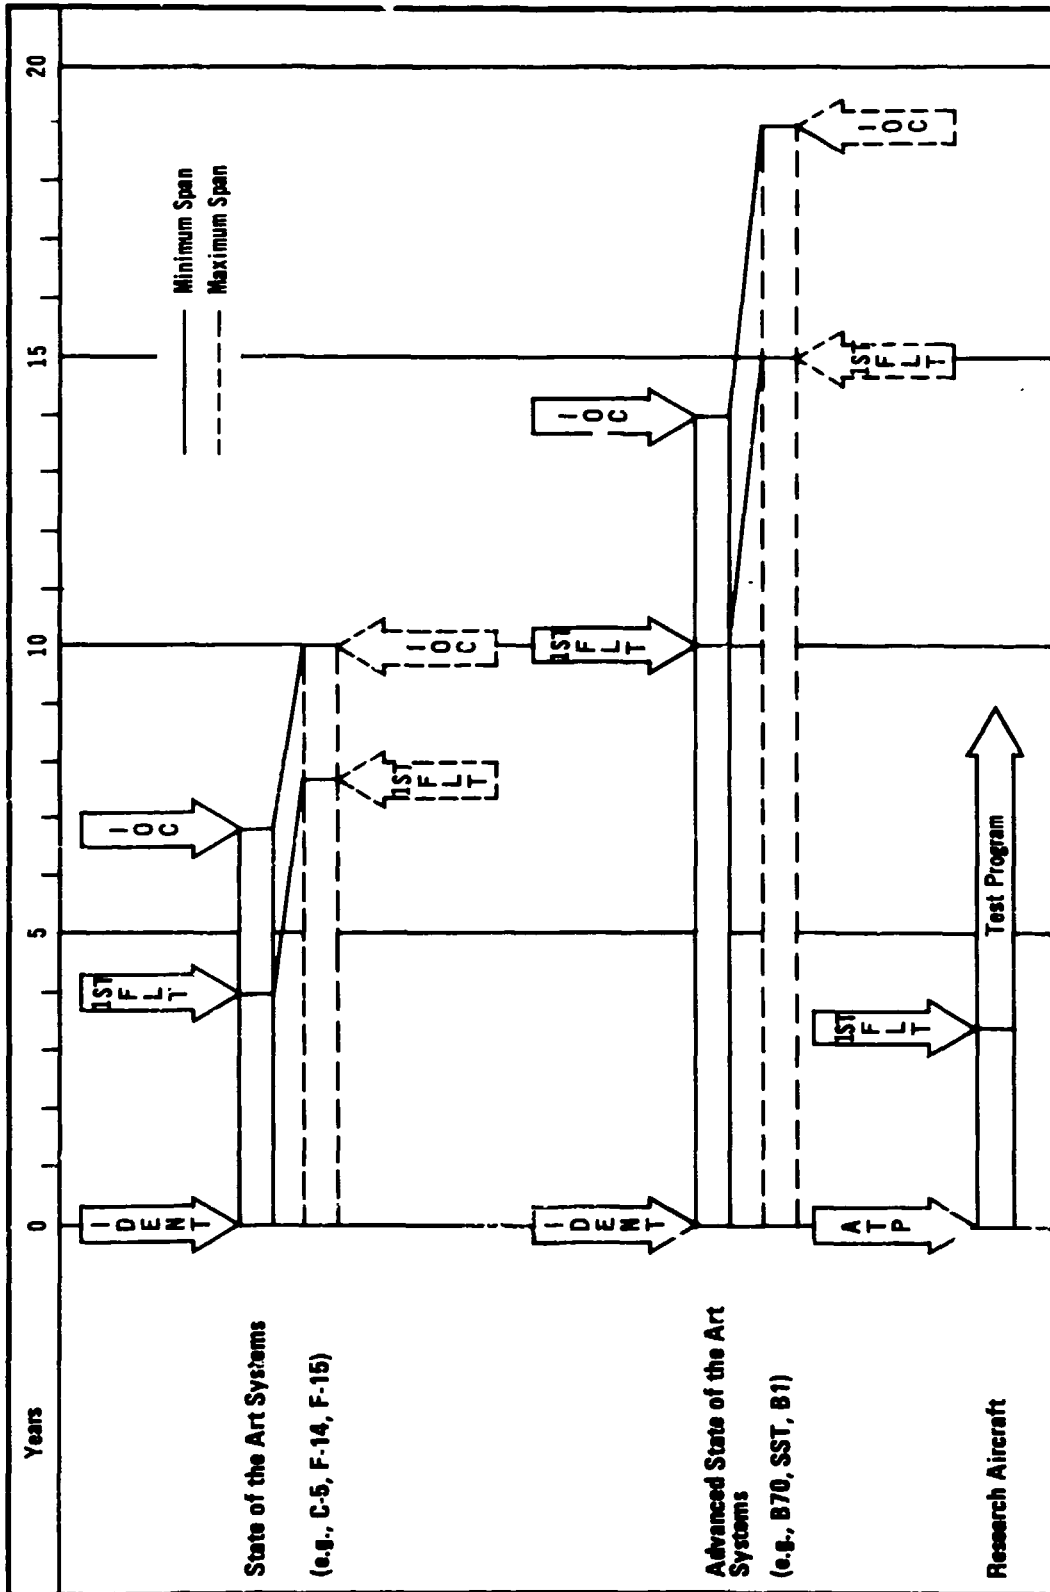 Years
0
5
10
15
20
Minimum Span
Maximum Span
State of the Art Systems
(e.g., C-5, F-14, F-15)
IDENT
1ST FLT
IOC
1ST FLT
IOC
Advanced State of the Art
Systems
(e.g., B70, SST, B1)
IDENT
1ST FLT
IOC
1ST FLT
IOC
Research Aircraft
ATP
1ST FLT
Test Program